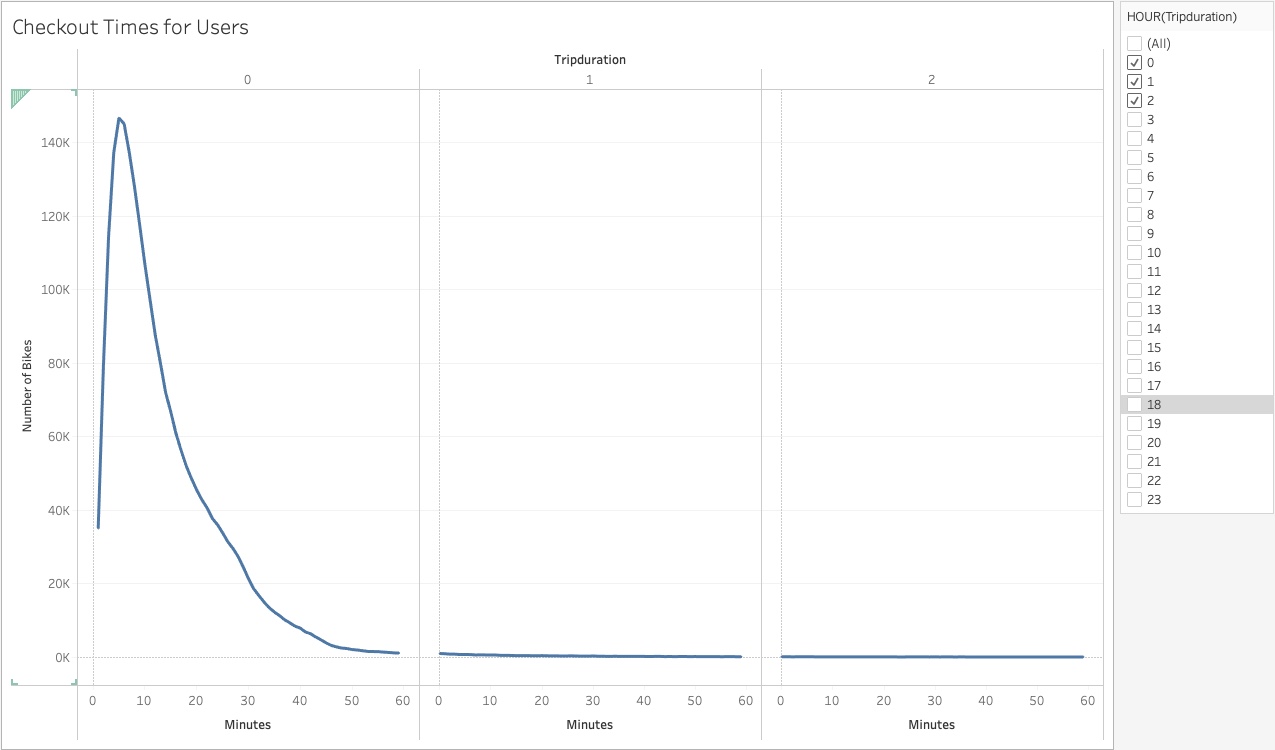 Checkout Times for Users
Tripduration
0 1 2
Number of Bikes
140K
120K
100K
80K
60K
40K
20K
0K
0 10 20 30 40 50 60 0 10 20 30 40 50 60 0 10 20 30 40 50 60
Minutes Minutes Minutes
HOUR(Tripduration)
(All)
0
1
2
3
4
5
6
7
8
9
10
11
12
13
14
15
16
17
18
19
20
21
22
23